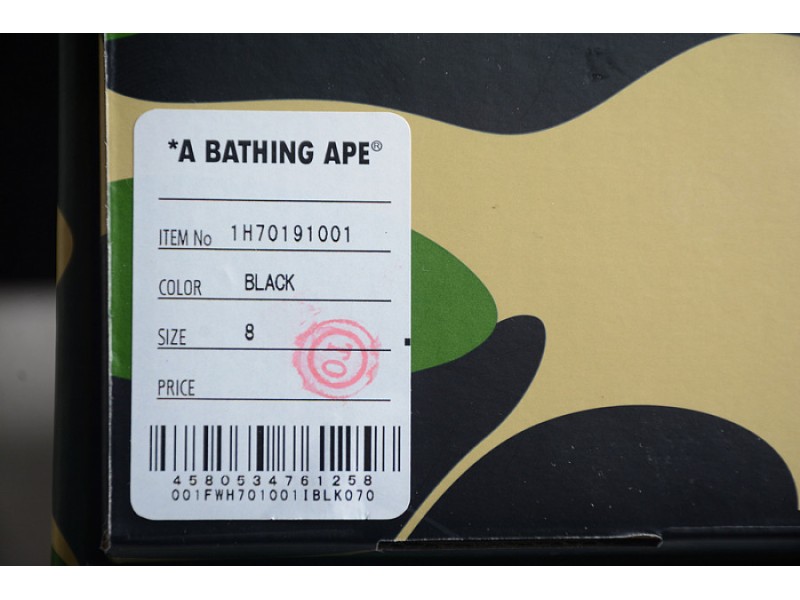 *A BATHING APE®
ITEM No 1H70191001
COLOR BLACK
SIZE 8
PRICE
4580534761258
001FWH701001IBLK070